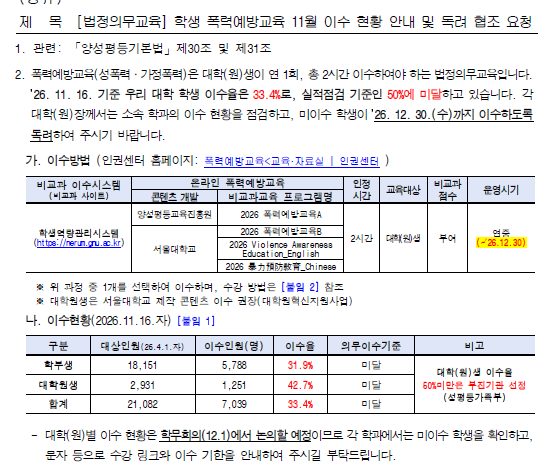 제 목 [법정의무교육] 학생 폭력예방교육 11월 이수 현황 안내 및 독려 협조 요청
1. 관련: 「양성평등기본법」제30조 및 제31조
2. 폭력예방교육(성폭력·가정폭력)은 대학(원)생이 연 1회, 총 2시간 이수하여야 하는 법정의무교육입니다.
'26. 11. 16. 기준 우리 대학 학생 이수율은 33.4%로, 실적점검 기준인 50%에 미달하고 있습니다. 각
대학(원)장께서는 소속 학과의 이수 현황을 점검하고, 미이수 학생이 '26. 12. 30.(수)까지 이수하도록
독려하여 주시기 바랍니다.
가. 이수방법 (인권센터 홈페이지: 폭력예방교육<교육·자료실 | 인권센터 )
비교과 이수시스템 (비교과 사이트) 온라인 폭력예방교육 인정 시간 교육대상 비교과 점수 운영시기
콘텐츠 개발 비교과교육 프로그램명
학생역량관리시스템 (https://nerum.gnu.ac.kr) 양성평등교육진흥원 2026 폭력예방교육A 2시간 대학(원)생 부여 연중 (~'26.12.30)
서울대학교 2026 폭력예방교육B
2026 Violence Awareness Education_English
2026 暴力預防教育_Chinese
※ 위 과정 중 1개를 선택하여 이수하며, 수강 방법은 [붙임 2] 참조
※ 대학원생은 서울대학교 제작 콘텐츠 이수 권장(대학원혁신지원사업)
나. 이수현황(2026.11.16.자) [붙임 1]
구분 대상인원(26.4.1.자) 이수인원(명) 이수율 의무이수기준 비고
학부생 18,151 5,788 31.9% 미달
대학원생 2,931 1,251 42.7% 미달
합계 21,082 7,039 33.4% 미달
대학(원)생 이수율
50%미만은 부진기관 선정
(성평등가족부)
- 대학(원)별 이수 현황은 학무회의(12.1)에서 논의할 예정이므로 각 학과에서는 미이수 학생을 확인하고,
문자 등으로 수강 링크와 이수 기한을 안내하여 주시길 부탁드립니다.